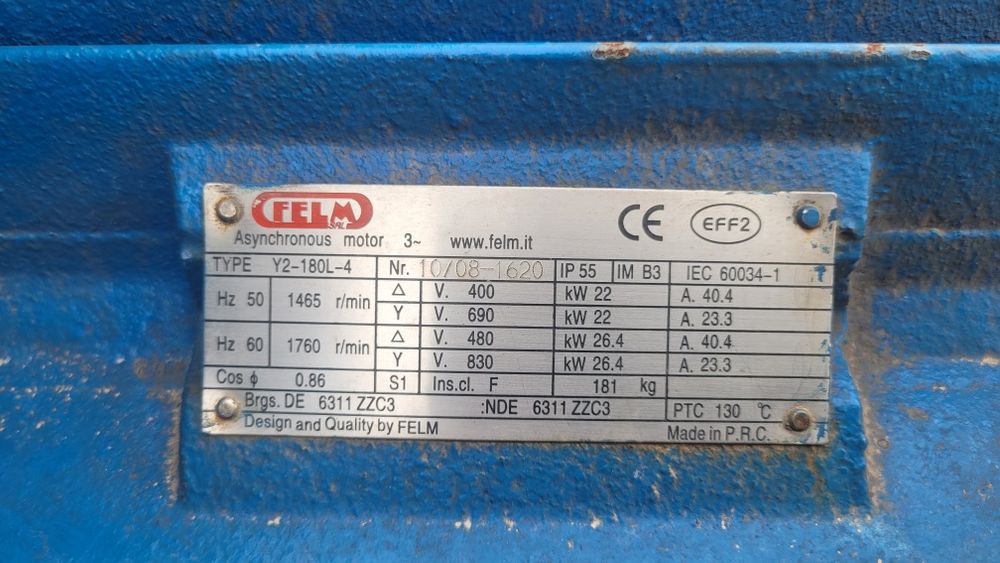 FELM SRL
CE EFF2
Asynchronous motor 3~ www.felm.it
TYPE Y2-180L-4 Nr. 10/08-1620 IP 55 IM B3 IEC 60034-1
Hz 50 1465 r/min △ V. 400 kW 22 A. 40.4
Y V. 690 kW 22 A. 23.3
Hz 60 1760 r/min △ V. 480 kW 26.4 A. 40.4
Y V. 830 kW 26.4 A. 23.3
Cos ϕ 0.86 S1 Ins.cl. F 181 kg
Brgs. DE 6311 ZZC3 :NDE 6311 ZZC3 PTC 130 ℃
Design and Quality by FELM Made in P.R.C.